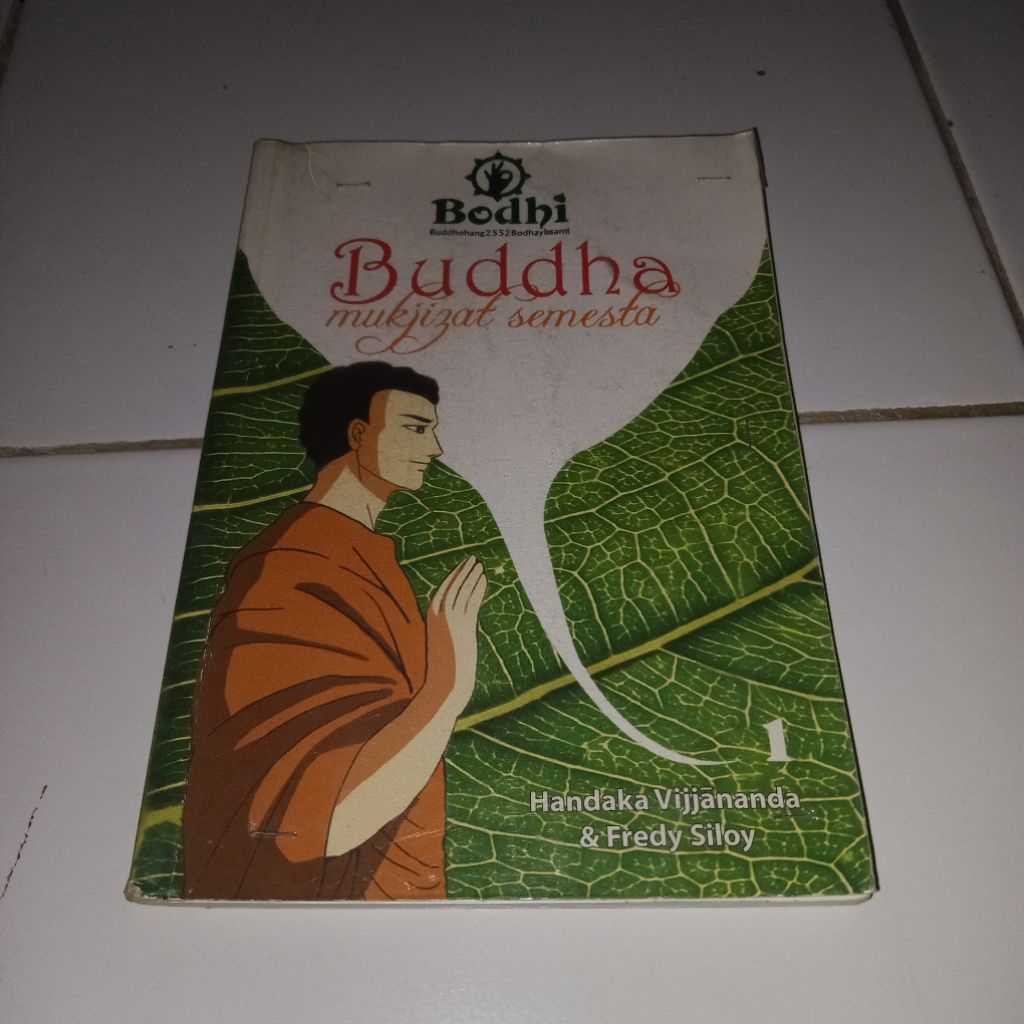 Bodhi
Buddhohang2552Bodhayissami
Buddha
mukjizat semesta
1
Handaka Vijjānanda
& Fredy Siloy